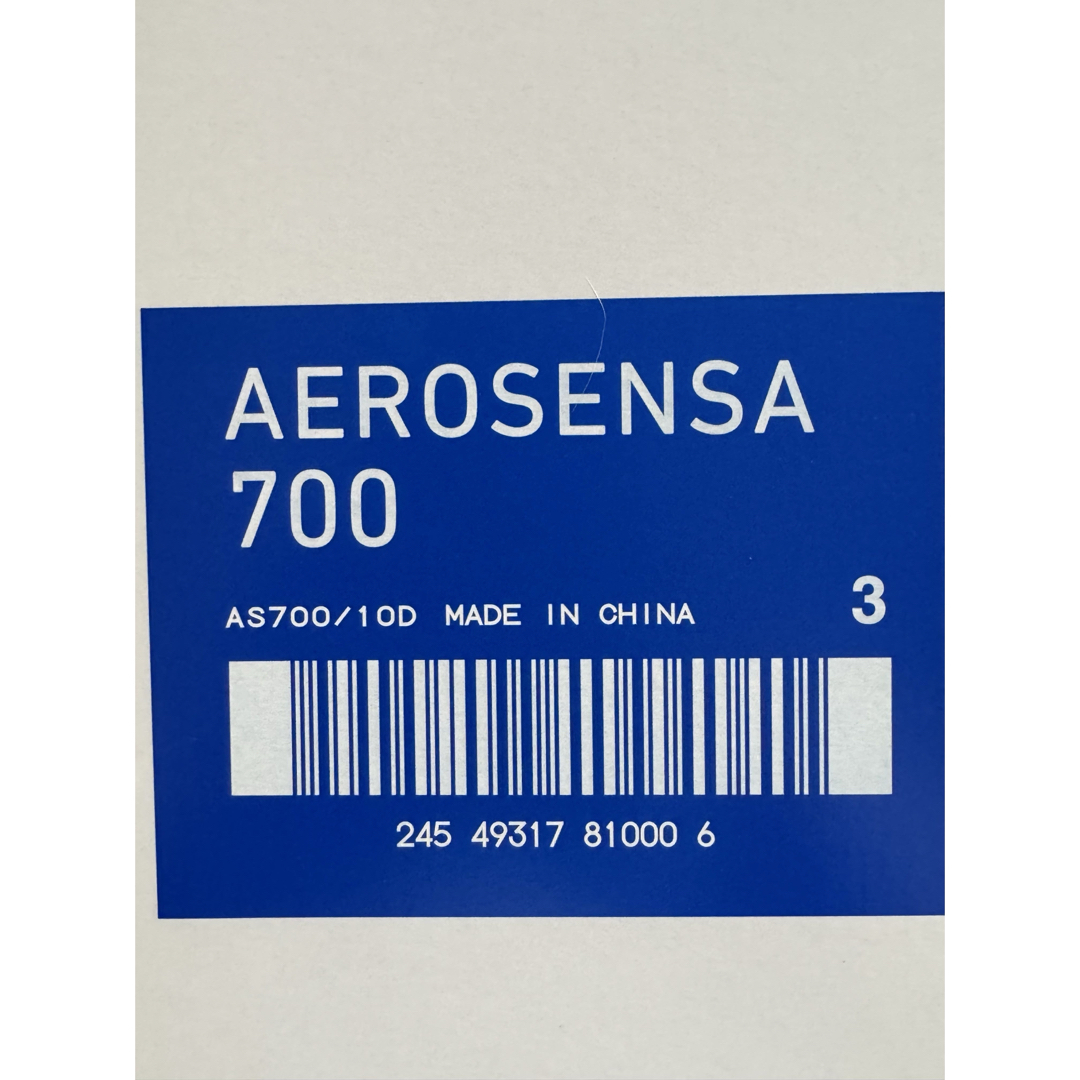 AEROSENSA
700
AS700/10D MADE IN CHINA
3
245 49317 81000 6